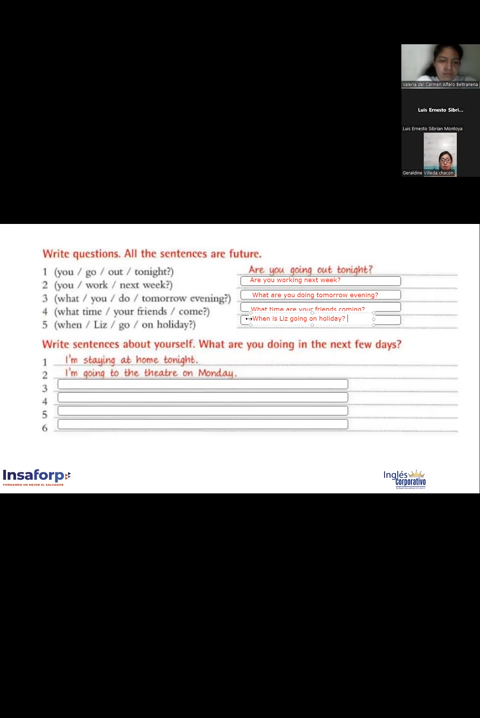 Valeria del Carmen Alfaro Beltranena
Luis Ernesto Sibri...
Luis Ernesto Sibrian Montoya
Geraldine Villeda chacon
Write questions. All the sentences are future.
1 (you / go / out / tonight?) Are you going out tonight?
2 (you / work / next week?) Are you working next week?
3 (what / you / do / tomorrow evening?) What are you doing tomorrow evening?
4 (what time / your friends / come?) What time are your friends coming?
5 (when / Liz / go / on holiday?) When is Liz going on holiday?
Write sentences about yourself. What are you doing in the next few days?
1 I'm staying at home tonight.
2 I'm going to the theatre on Monday.
3
4
5
6
Insaforp
Inglés
Corporativo